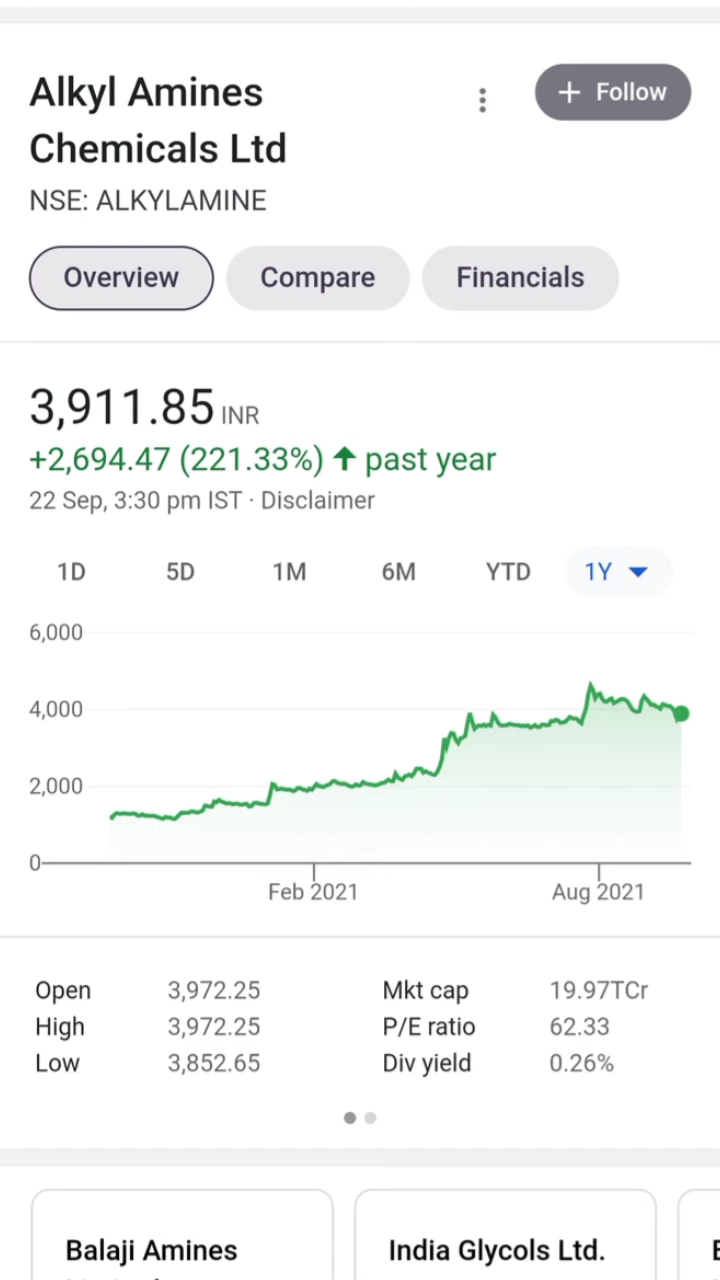 Alkyl Amines
Chemicals Ltd
+ Follow
NSE: ALKYLAMINE
Overview Compare Financials
3,911.85 INR
+2,694.47 (221.33%) ↑ past year
22 Sep, 3:30 pm IST · Disclaimer
1D 5D 1M 6M YTD 1Y
6,000
4,000
2,000
0
Feb 2021 Aug 2021
Open 3,972.25 Mkt cap 19.97TCr
High 3,972.25 P/E ratio 62.33
Low 3,852.65 Div yield 0.26%
Balaji Amines India Glycols Ltd.